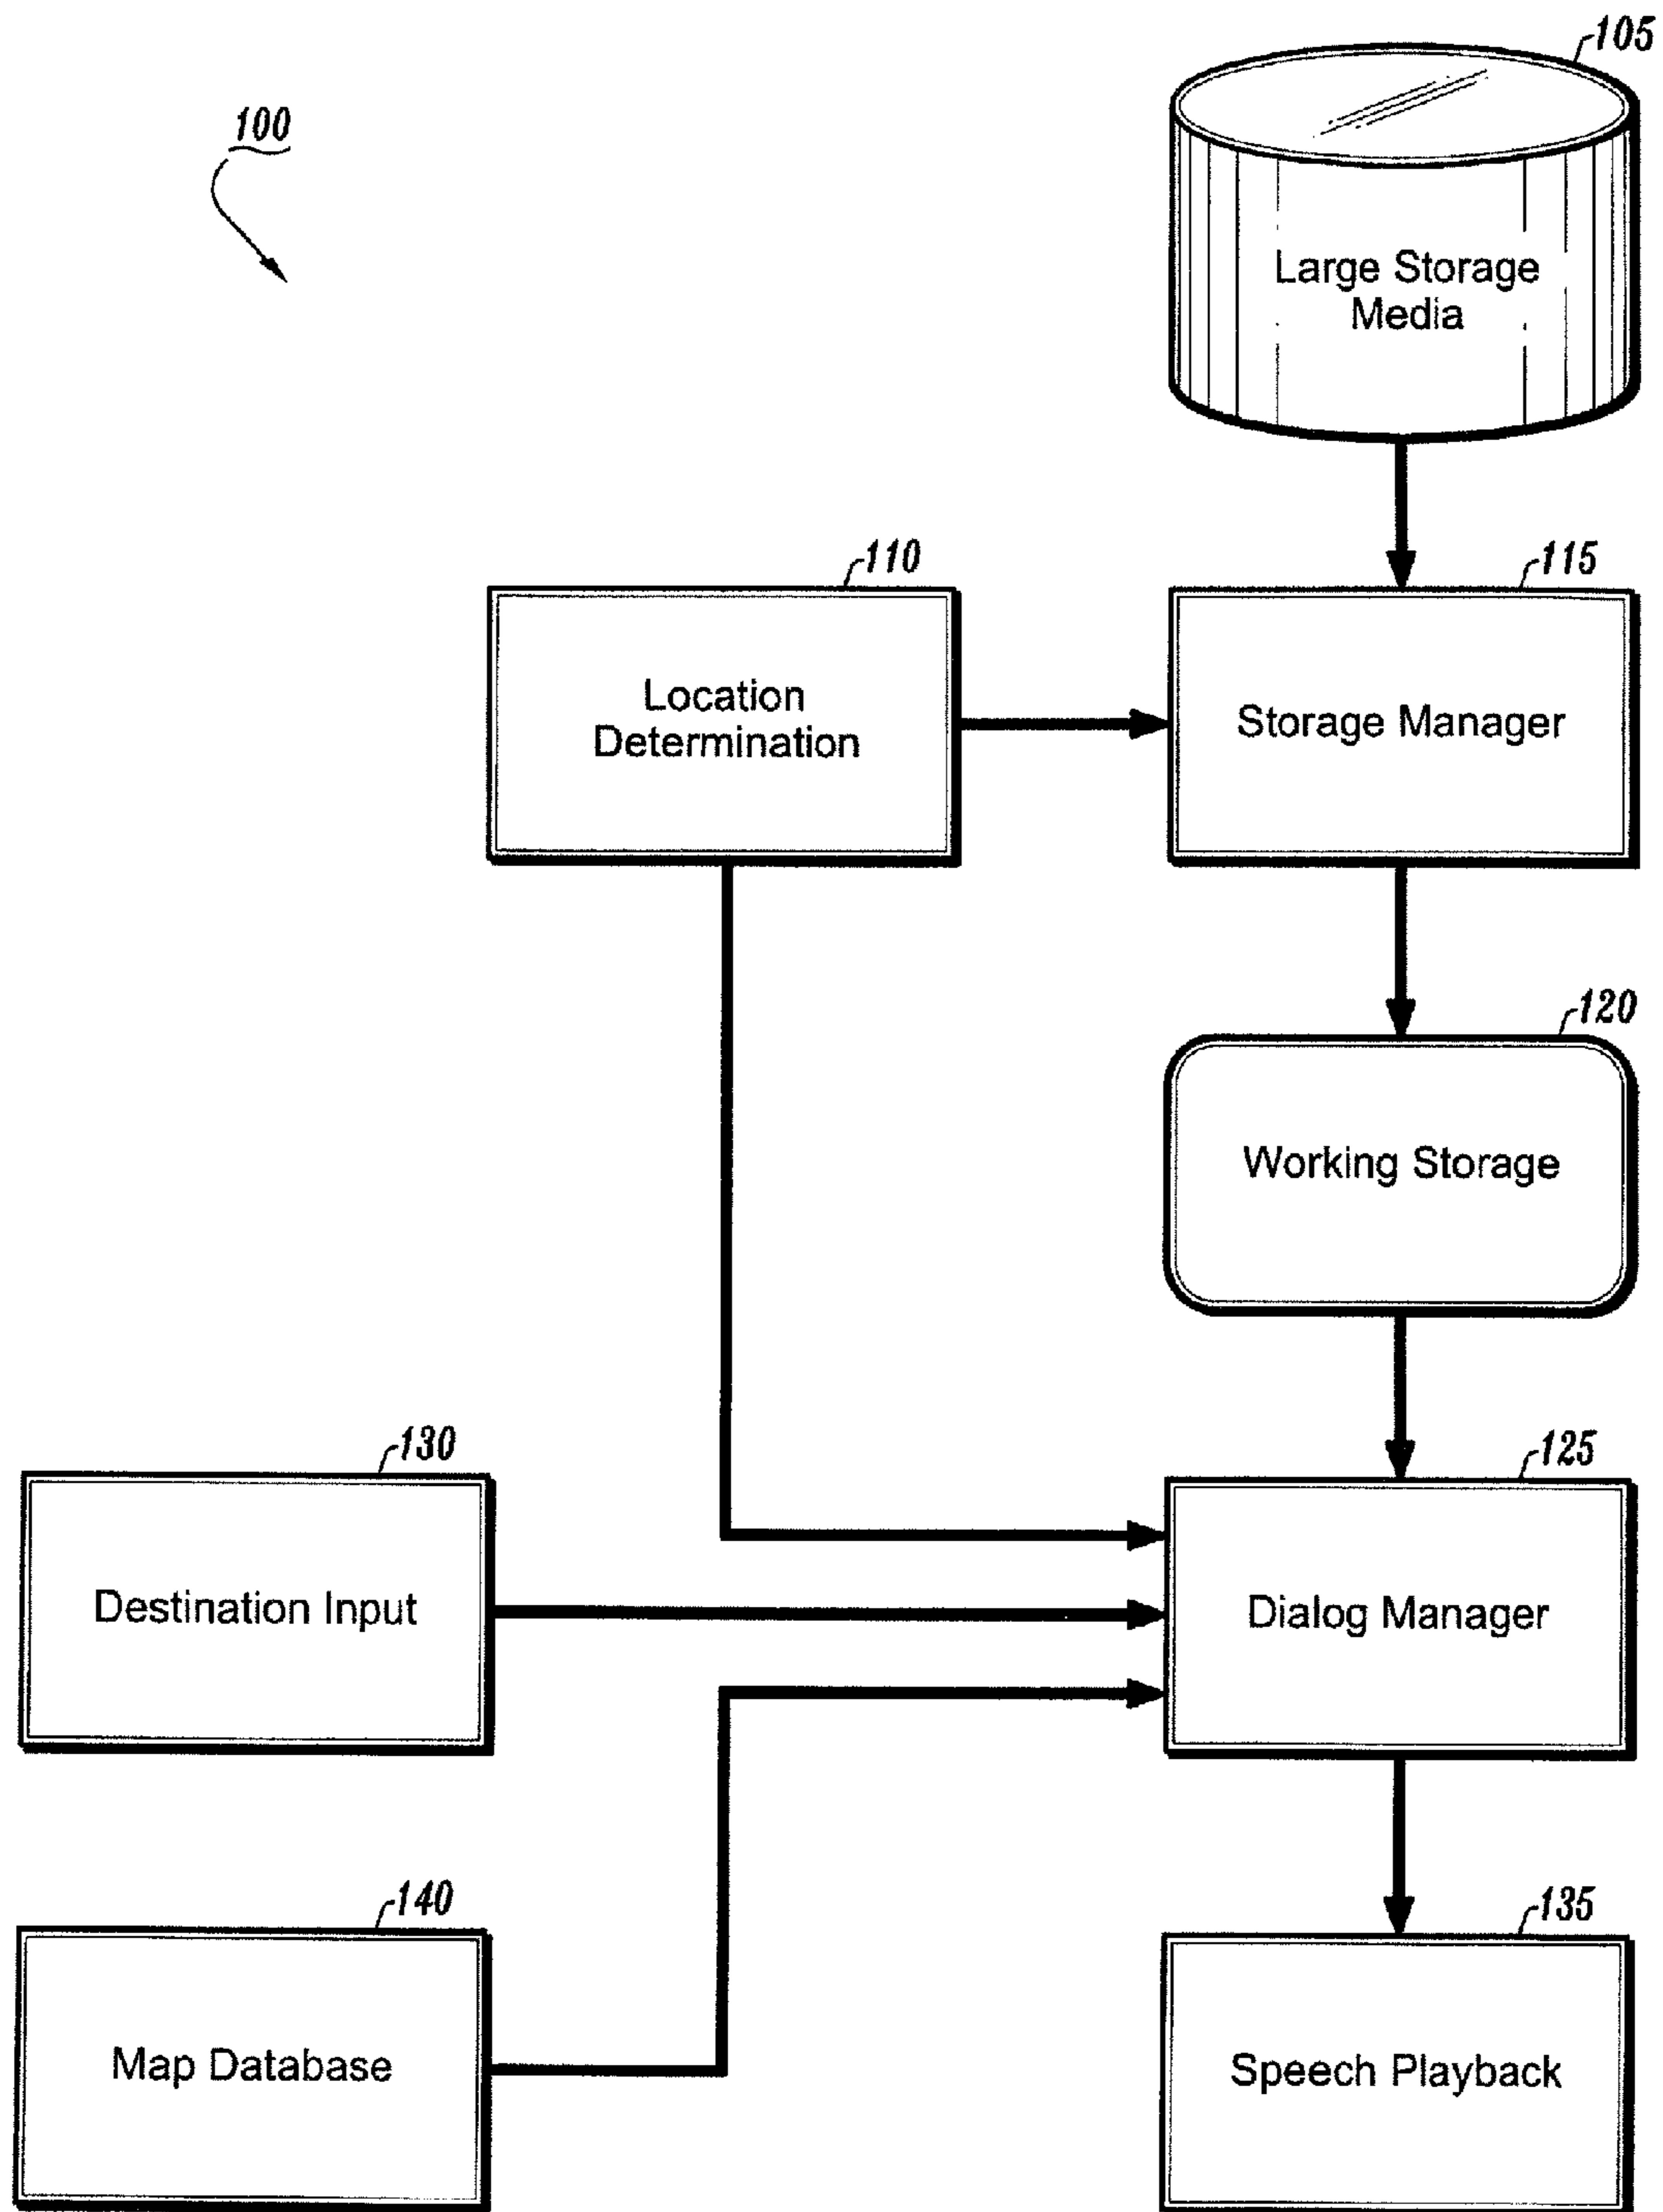 105
100
Large Storage
Media
110
115
Location
Determination
Storage Manager
120
Working Storage
130
125
Destination Input
Dialog Manager
140
135
Map Database
Speech Playback